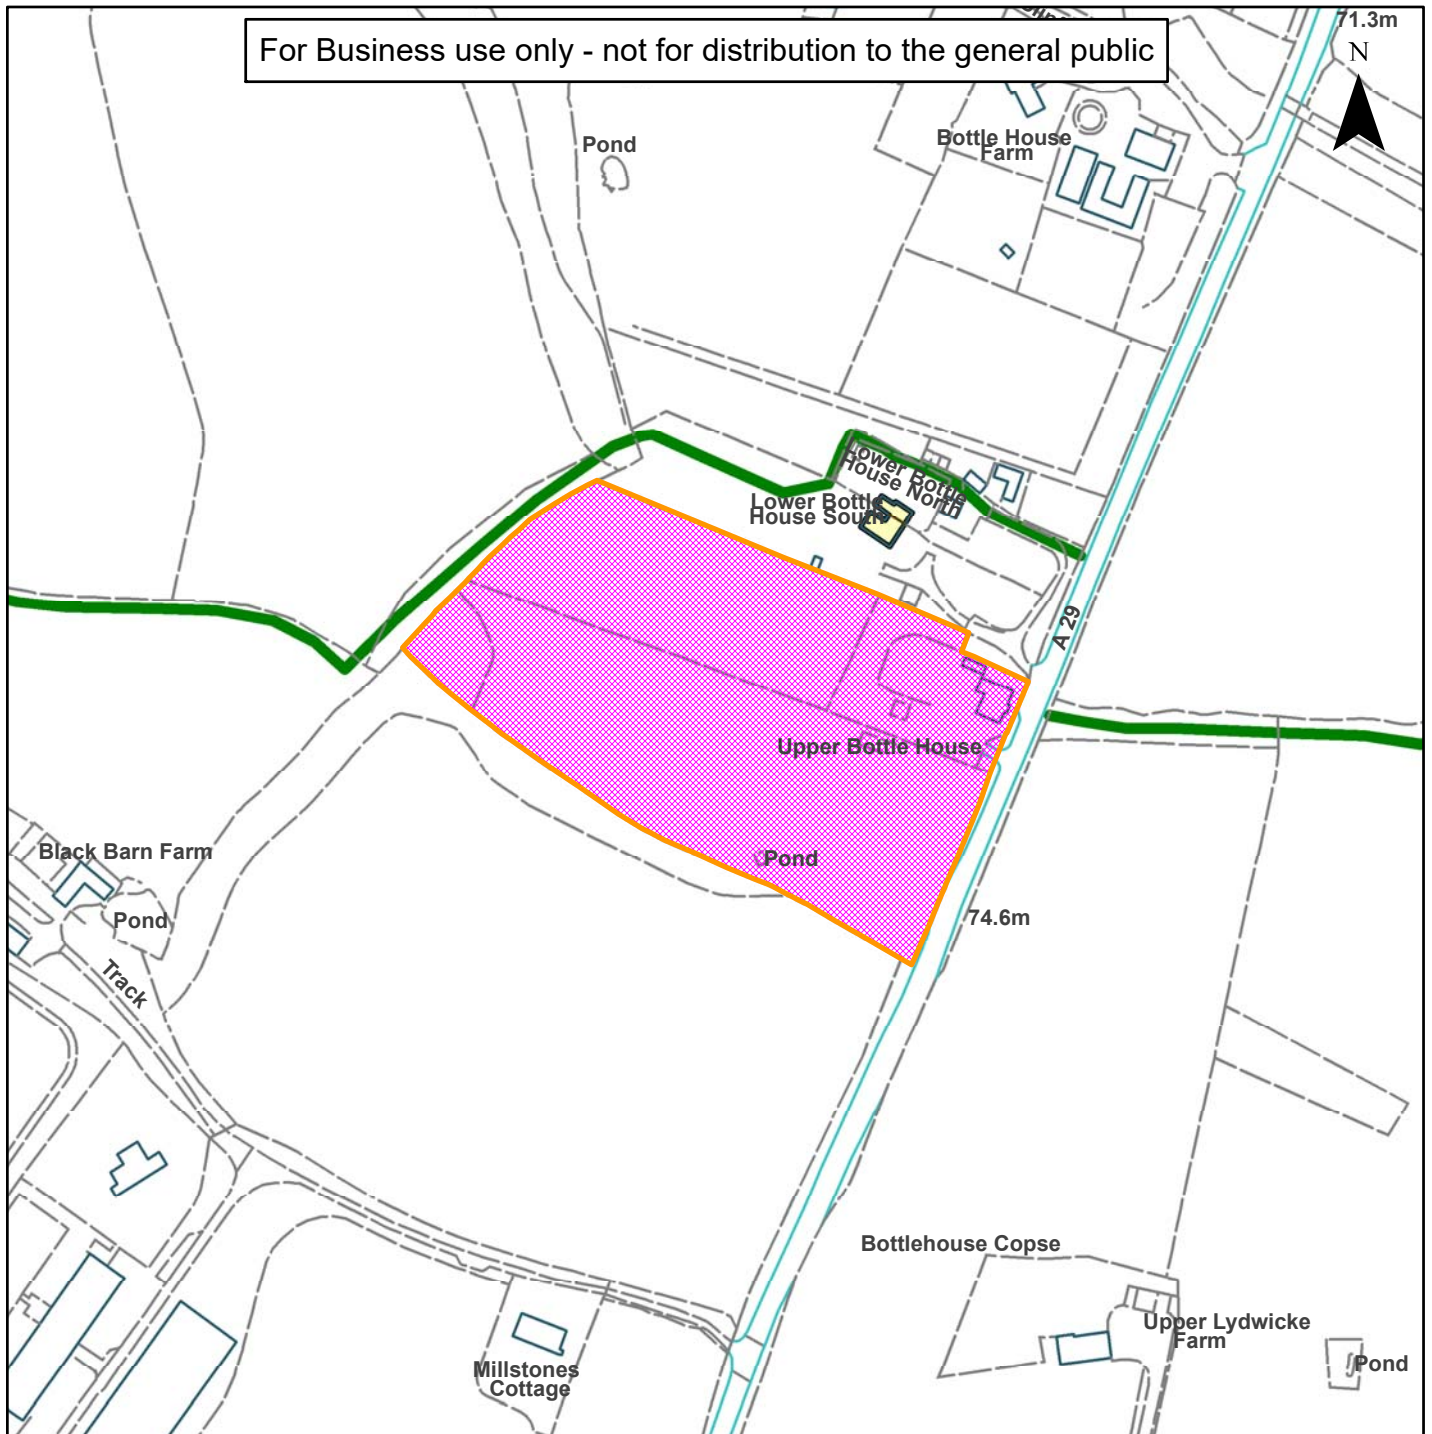 71.3m
For Business use only - not for distribution to the general public
N
Pond
Bottle House
Farm
Lower Bottle
House North
Lower Bottle
House South
A 29
Upper Bottle House
Pond
Black Barn Farm
Pond
74.6m
Track
Bottlehouse Copse
Upper Lydwicke
Farm
Pond
Millstones
Cottage